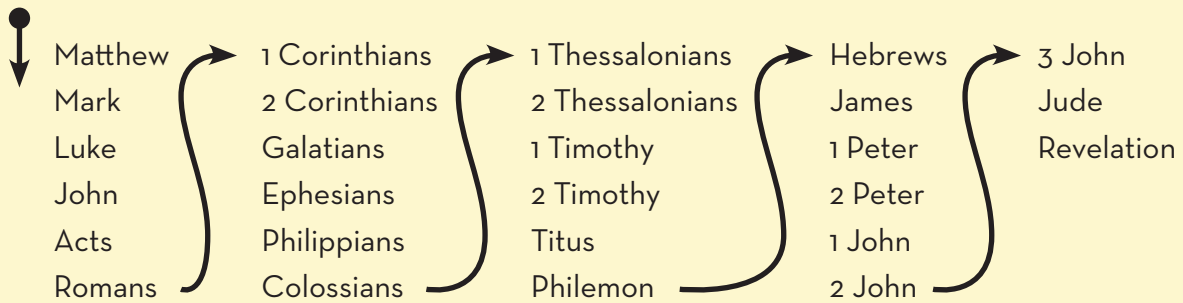 Matthew
Mark
Luke
John
Acts
Romans
1 Corinthians
2 Corinthians
Galatians
Ephesians
Philippians
Colossians
1 Thessalonians
2 Thessalonians
1 Timothy
2 Timothy
Titus
Philemon
Hebrews
James
1 Peter
2 Peter
1 John
2 John
3 John
Jude
Revelation